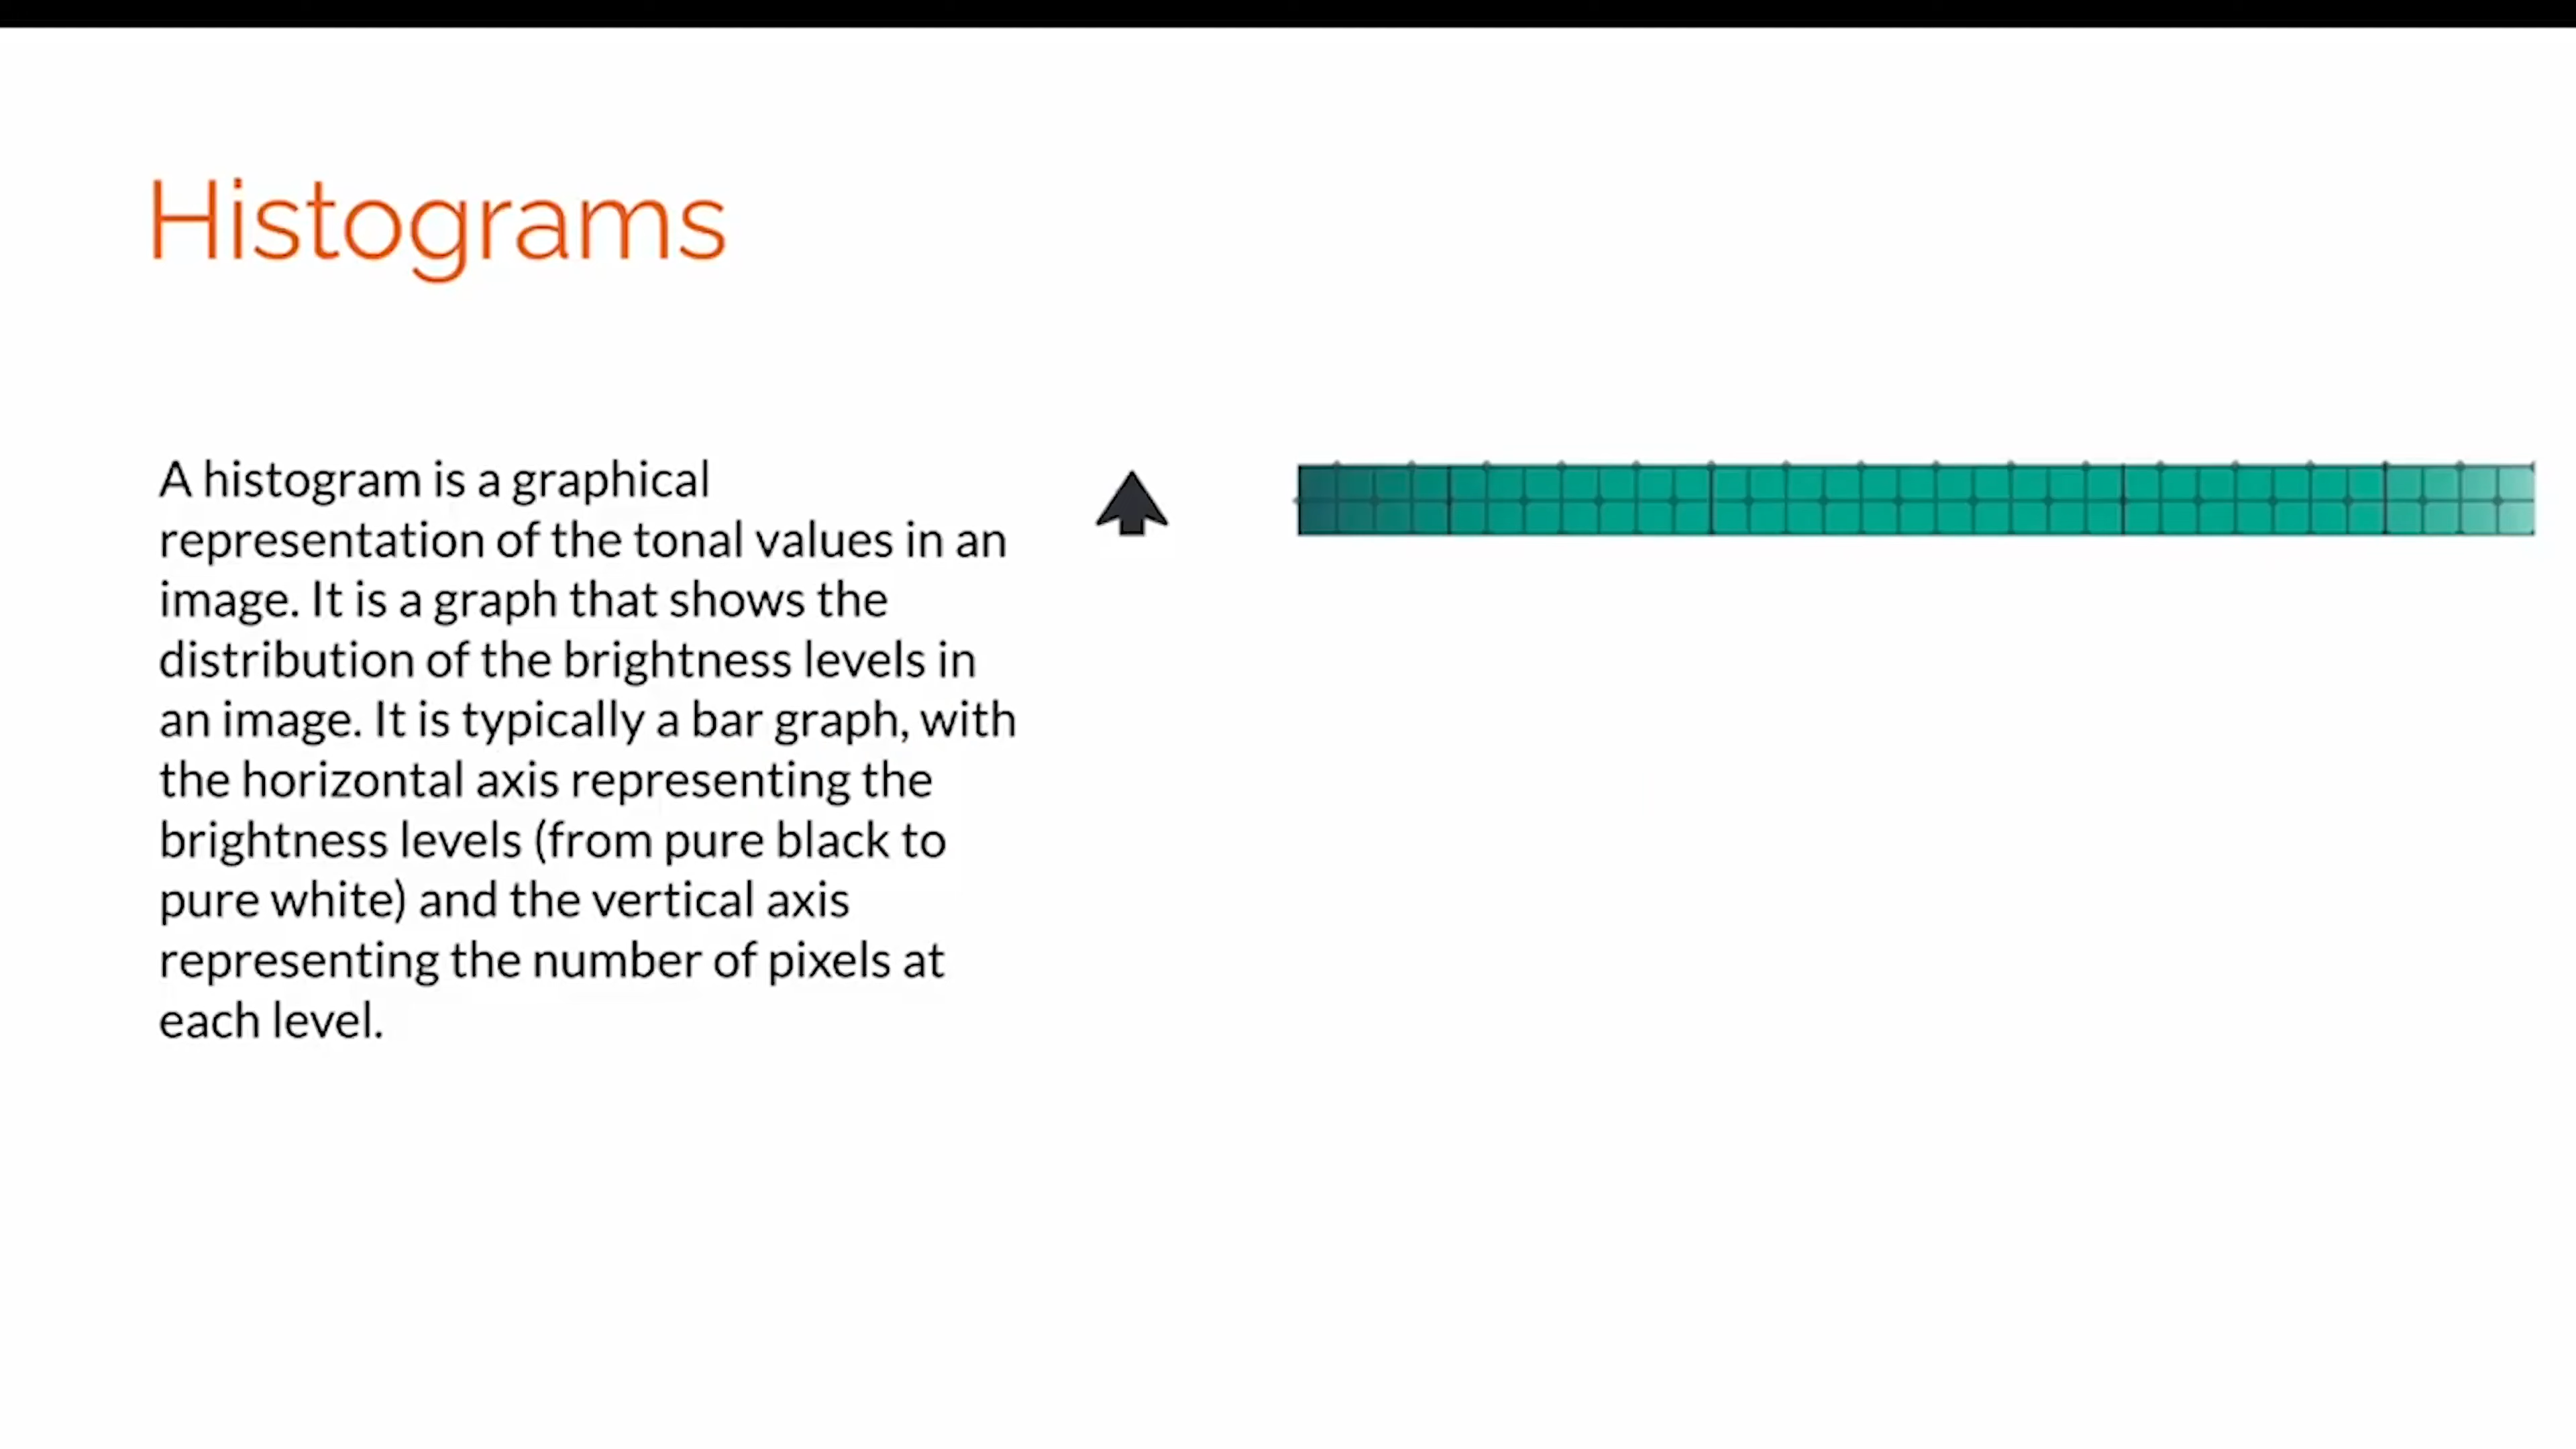 Histograms
A histogram is a graphical
representation of the tonal values in an
image. It is a graph that shows the
distribution of the brightness levels in
an image. It is typically a bar graph, with
the horizontal axis representing the
brightness levels (from pure black to
pure white) and the vertical axis
representing the number of pixels at
each level.